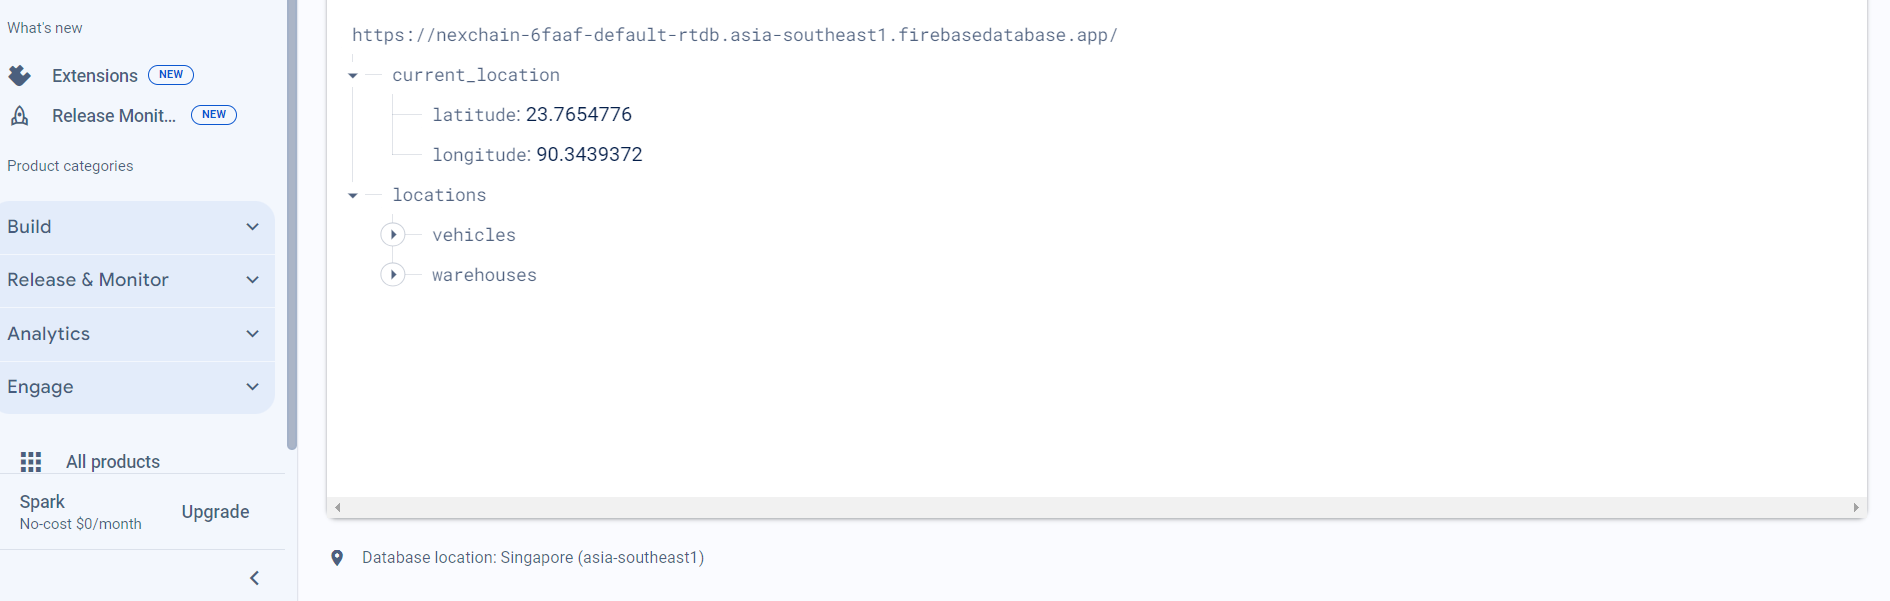 What's new
Extensions NEW
Release Monit... NEW
Product categories
Build
Release & Monitor
Analytics
Engage
All products
Spark
No-cost $0/month
Upgrade
https://nexchain-6faaf-default-rtdb.asia-southeast1.firebasedatabase.app/
current_location
latitude: 23.7654776
longitude: 90.3439372
locations
vehicles
warehouses
Database location: Singapore (asia-southeast1)